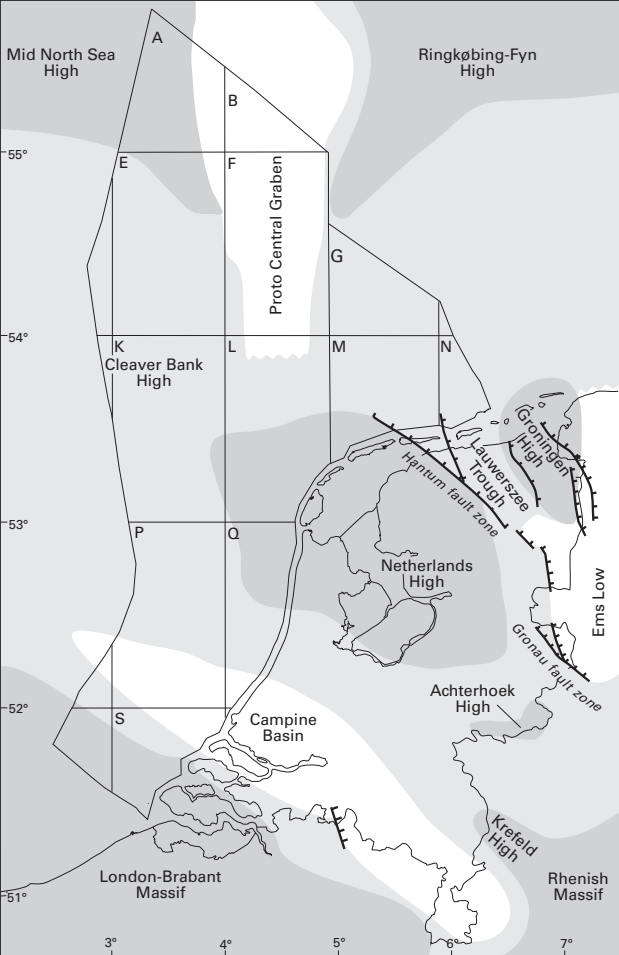 A
Mid North Sea
High
Ringkøbing-Fyn
High
B
55°
E
F
Proto Central Graben
G
54°
K
L
M
N
Cleaver Bank
High
Groningen
High
Lauwerszee
Trough
Hantum fault zone
53°
P
Q
Netherlands
High
Ems Low
Gronau fault zone
Achterhoek
High
52°
S
Campine
Basin
Krefeld
High
London-Brabant
Massif
Rhenish
Massif
51°
3°
4°
5°
6°
7°